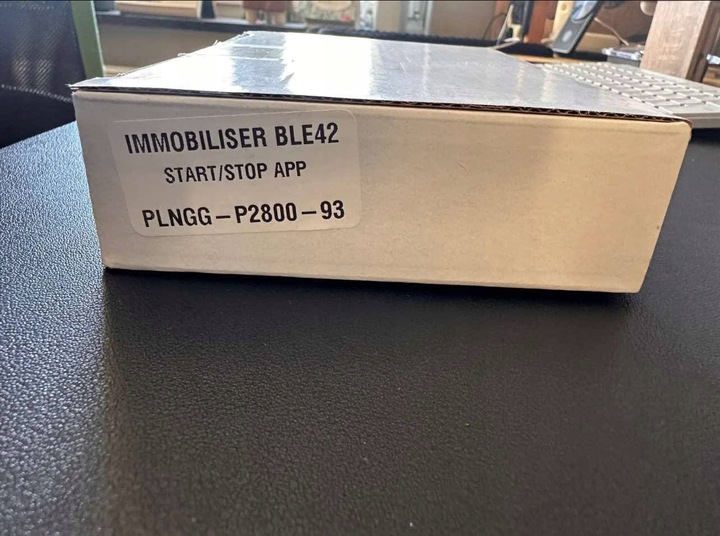 IMMOBILISER BLE42
START/STOP APP
PLNGG-P2800-93